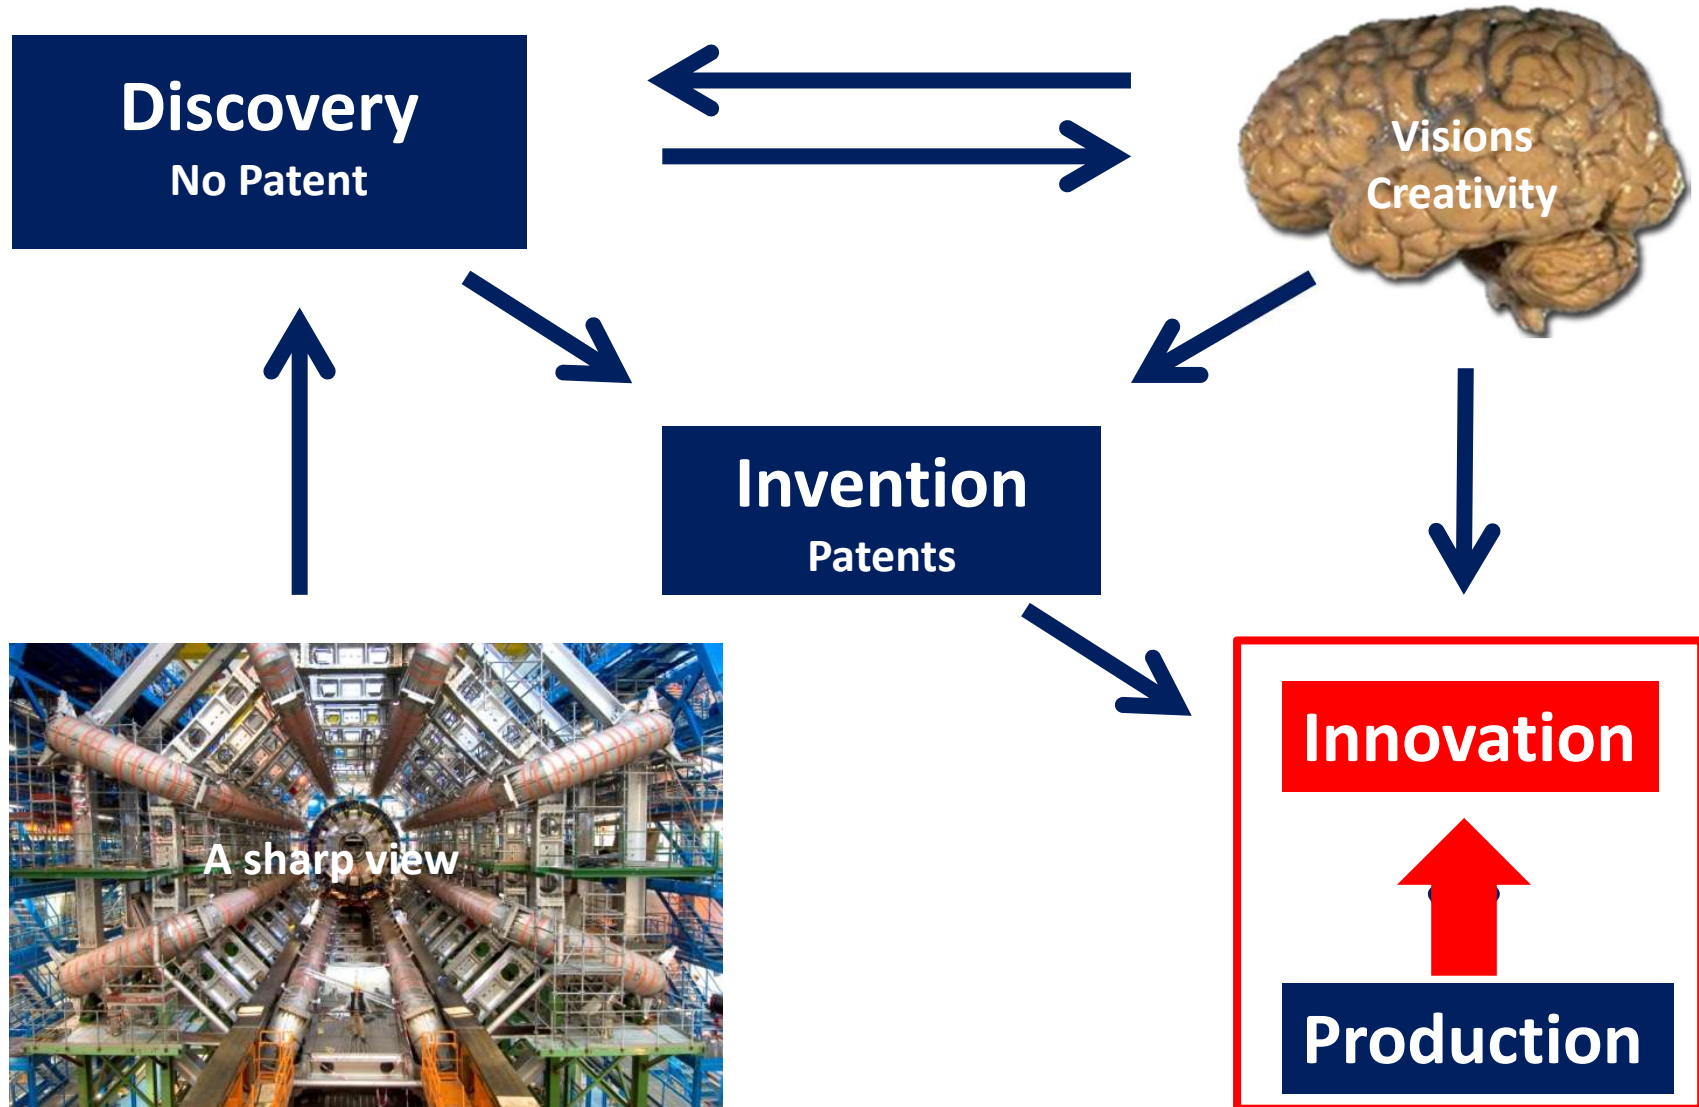 Discovery
No Patent
Visions
Creativity
Invention
Patents
A sharp view
Innovation
Production